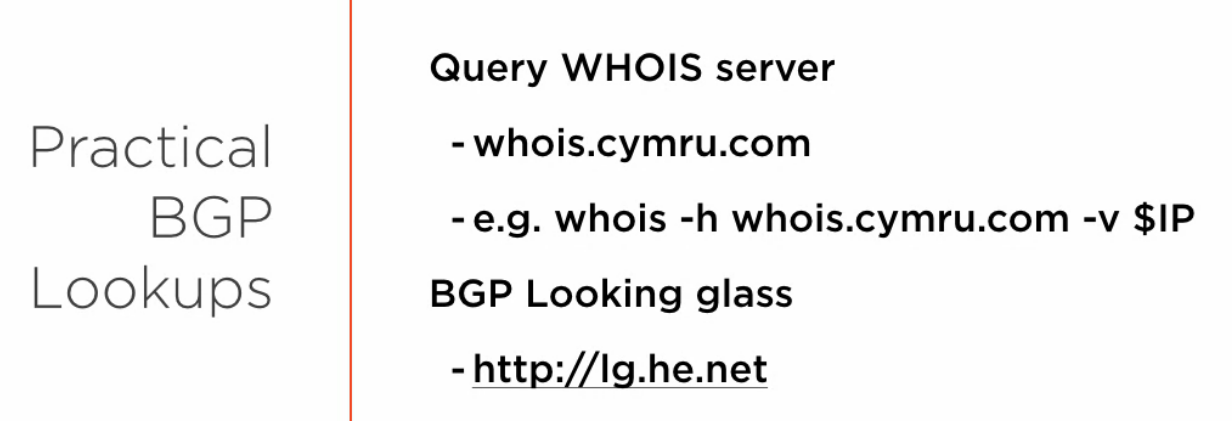 Practical
BGP
Lookups
Query WHOIS server
- whois.cymru.com
- e.g. whois -h whois.cymru.com -v $IP
BGP Looking glass
- http://lg.he.net